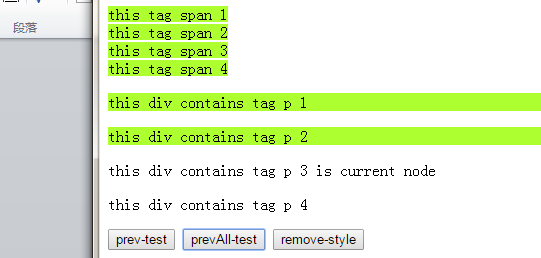 段落
this tag span 1
this tag span 2
this tag span 3
this tag span 4
this div contains tag p 1
this div contains tag p 2
this div contains tag p 3 is current node
this div contains tag p 4
prev-test prevAll-test remove-style